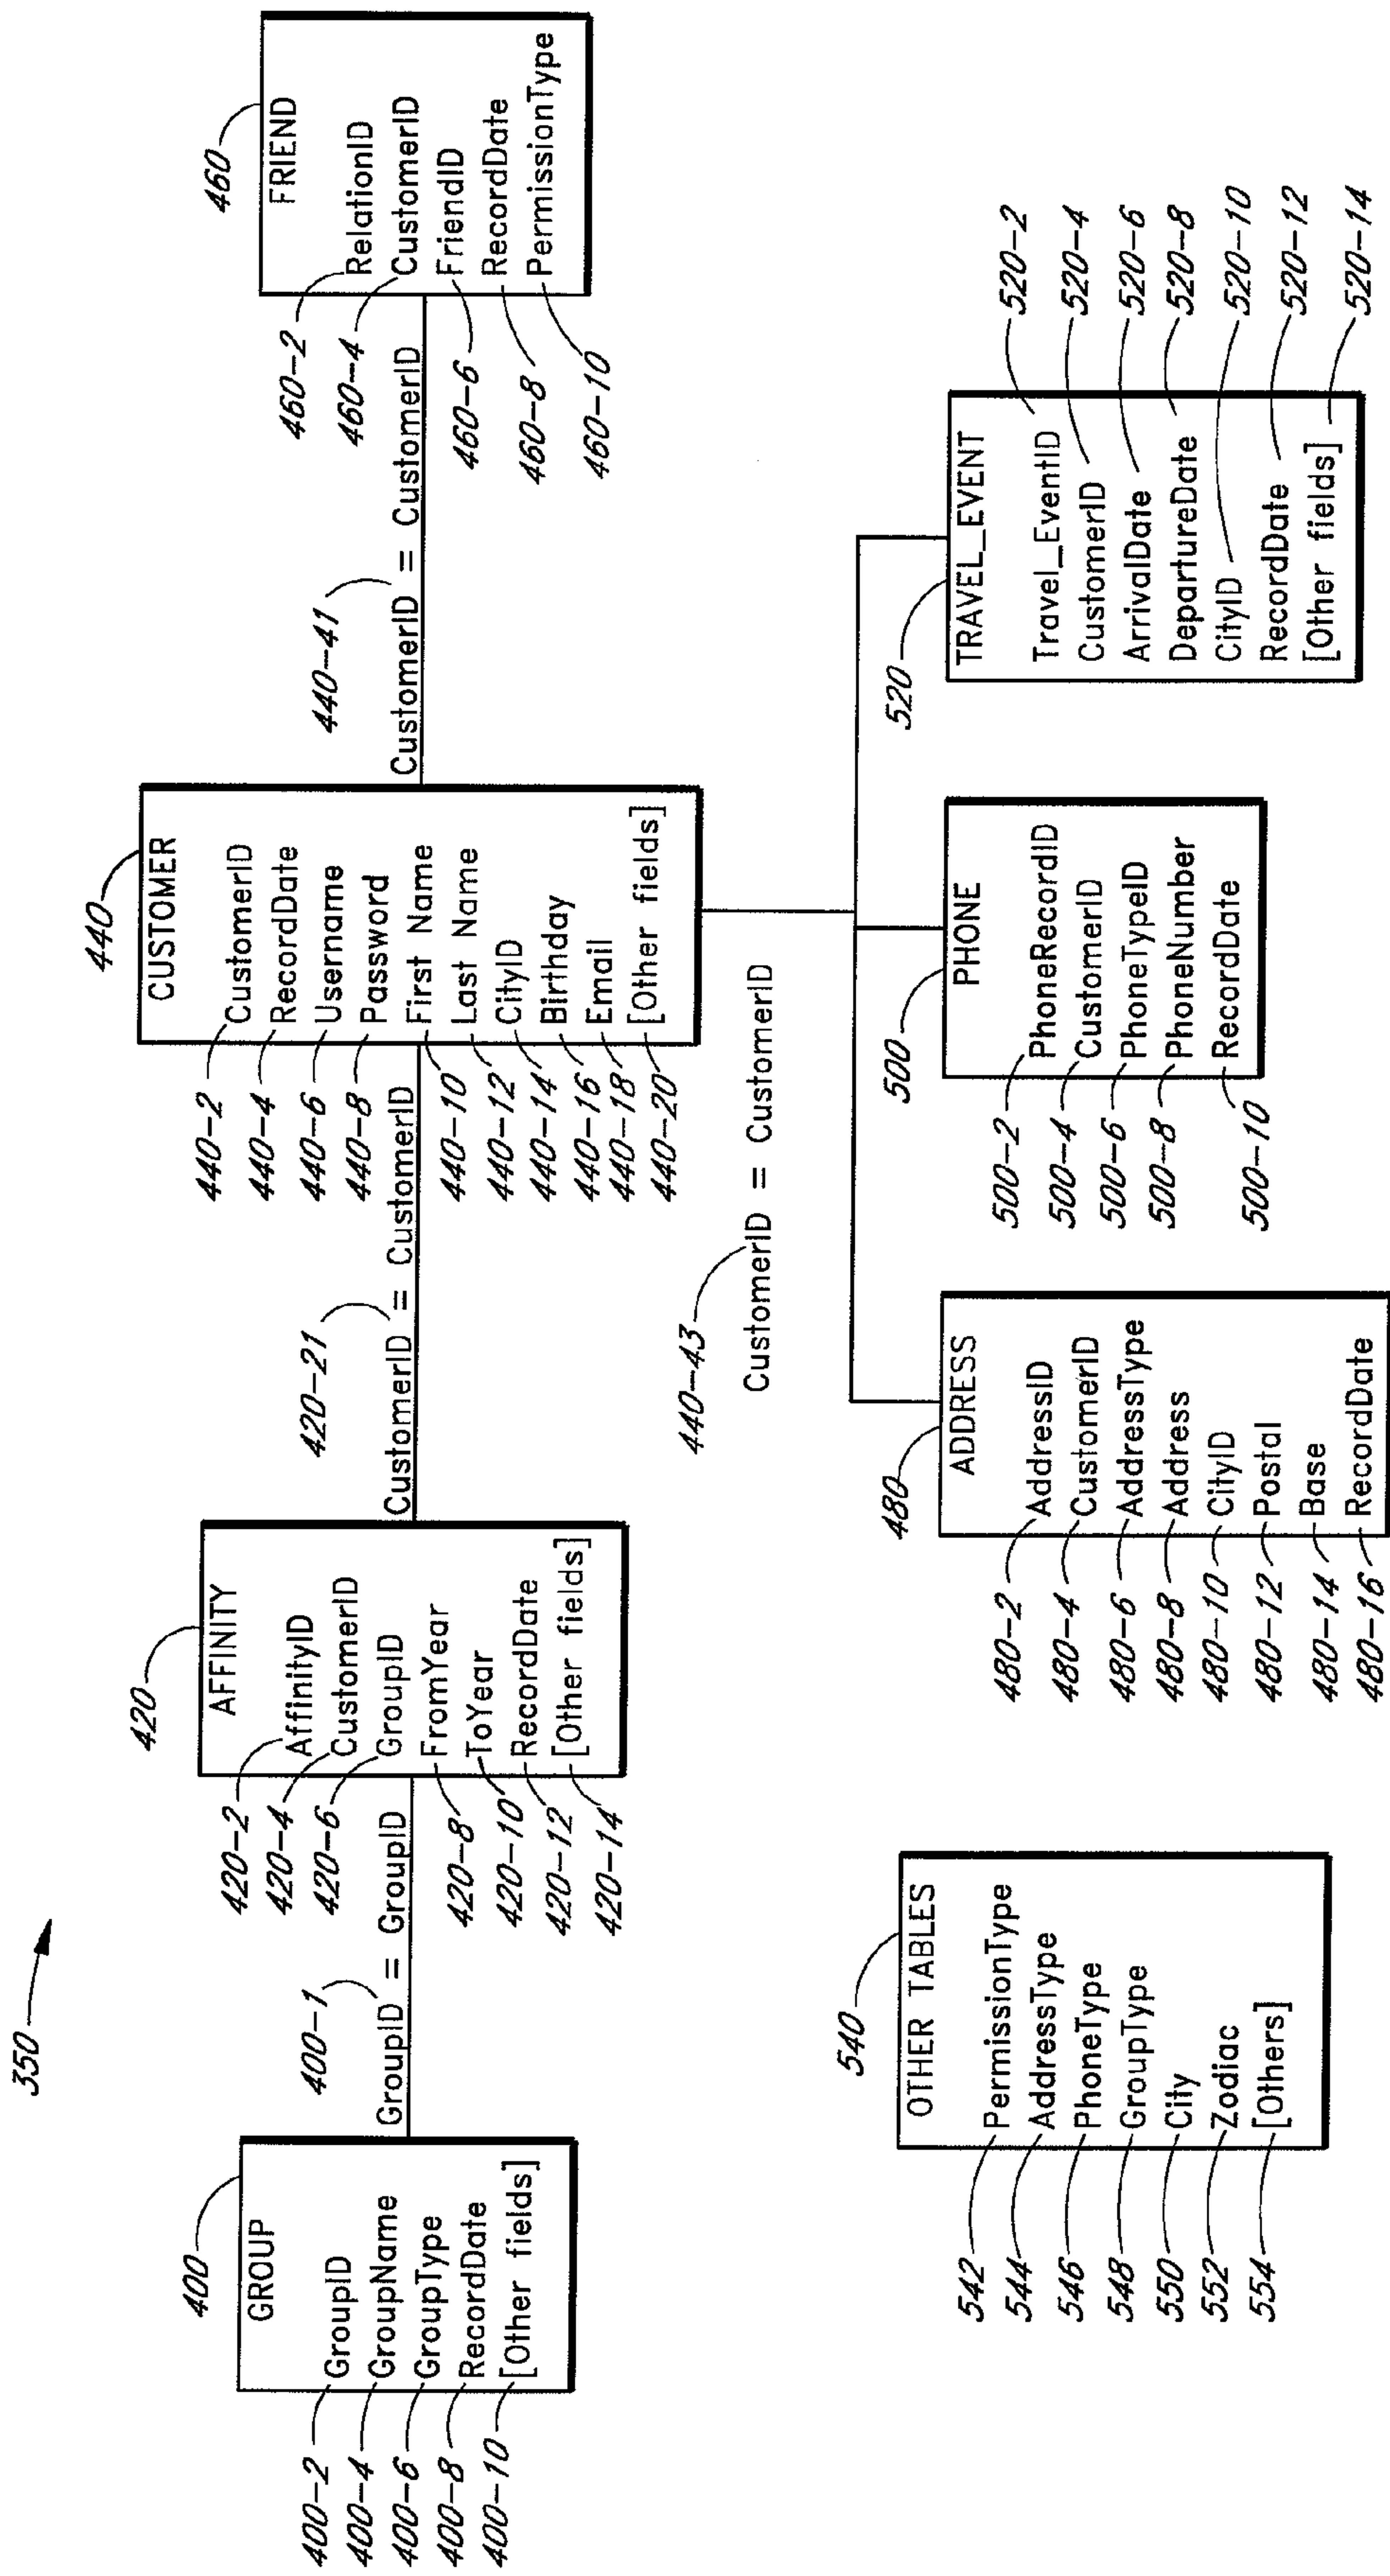 350
400
GROUP
400-2 GroupID
400-4 GroupName
400-6 GroupType
400-8 RecordDate
400-10 [Other fields]
400-1
GroupID = GroupID
420
AFFINITY
420-2 AffinityID
420-4 CustomerID
420-6 GroupID
420-8 FromYear
420-10 ToYear
420-12 RecordDate
420-14 [Other fields]
420-21
CustomerID = CustomerID
440
CUSTOMER
440-2 CustomerID
440-4 RecordDate
440-6 Username
440-8 Password
440-10 First Name
440-12 Last Name
440-14 CityID
440-16 Birthday
440-18 Email
440-20 [Other fields]
440-41
CustomerID = CustomerID
460
FRIEND
460-2 RelationID
460-4 CustomerID
460-6 FriendID
460-8 RecordDate
460-10 PermissionType
440-43
CustomerID = CustomerID
540
OTHER TABLES
542 PermissionType
544 AddressType
546 PhoneType
548 GroupType
550 City
552 Zodiac
554 [Others]
480
ADDRESS
480-2 AddressID
480-4 CustomerID
480-6 AddressType
480-8 Address
480-10 CityID
480-12 Postal
480-14 Base
480-16 RecordDate
500
PHONE
500-2 PhoneRecordID
500-4 CustomerID
500-6 PhoneTypeID
500-8 PhoneNumber
500-10 RecordDate
520
TRAVEL_EVENT
Travel_EventID 520-2
CustomerID 520-4
ArrivalDate 520-6
DepartureDate 520-8
CityID 520-10
RecordDate 520-12
[Other fields] 520-14